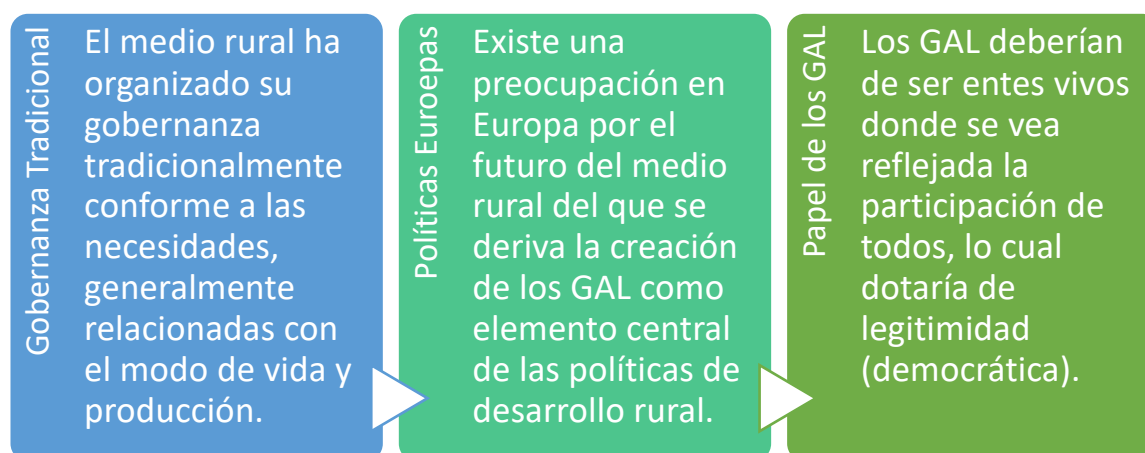 Gobernanza Tradicional
El medio rural ha
organizado su
gobernanza
tradicionalmente
conforme a las
necesidades,
generalmente
relacionadas con
el modo de vida y
producción.
Políticas Euroepas
Existe una
preocupación en
Europa por el
futuro del medio
rural del que se
deriva la creación
de los GAL como
elemento central
de las políticas de
desarrollo rural.
Papel de los GAL
Los GAL deberían
de ser entes vivos
donde se vea
reflejada la
participación de
todos, lo cual
dotaría de
legitimidad
(democrática).